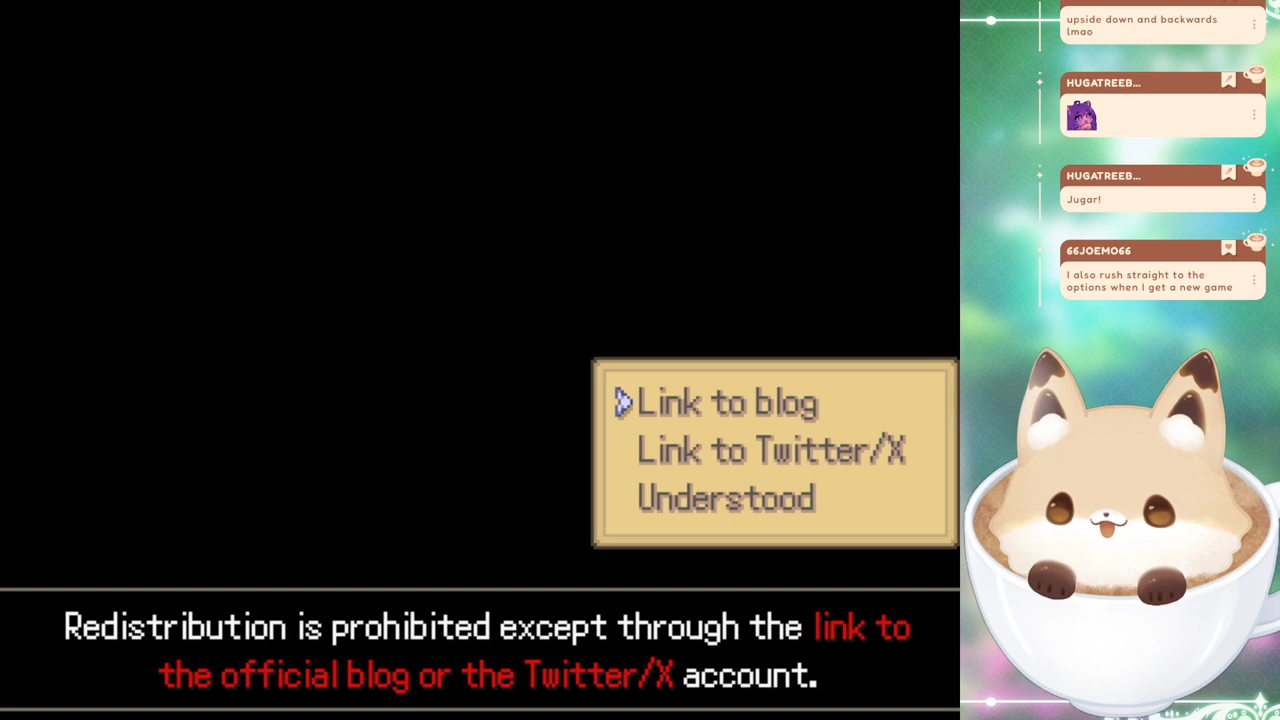 upside down and backwards
lmao
HUGATREEB...
HUGATREEB...
Jugar!
66JOEMO66
I also rush straight to the
options when I get a new game
Link to blog
Link to Twitter/X
Understood
Redistribution is prohibited except through the link to
the official blog or the Twitter/X account.